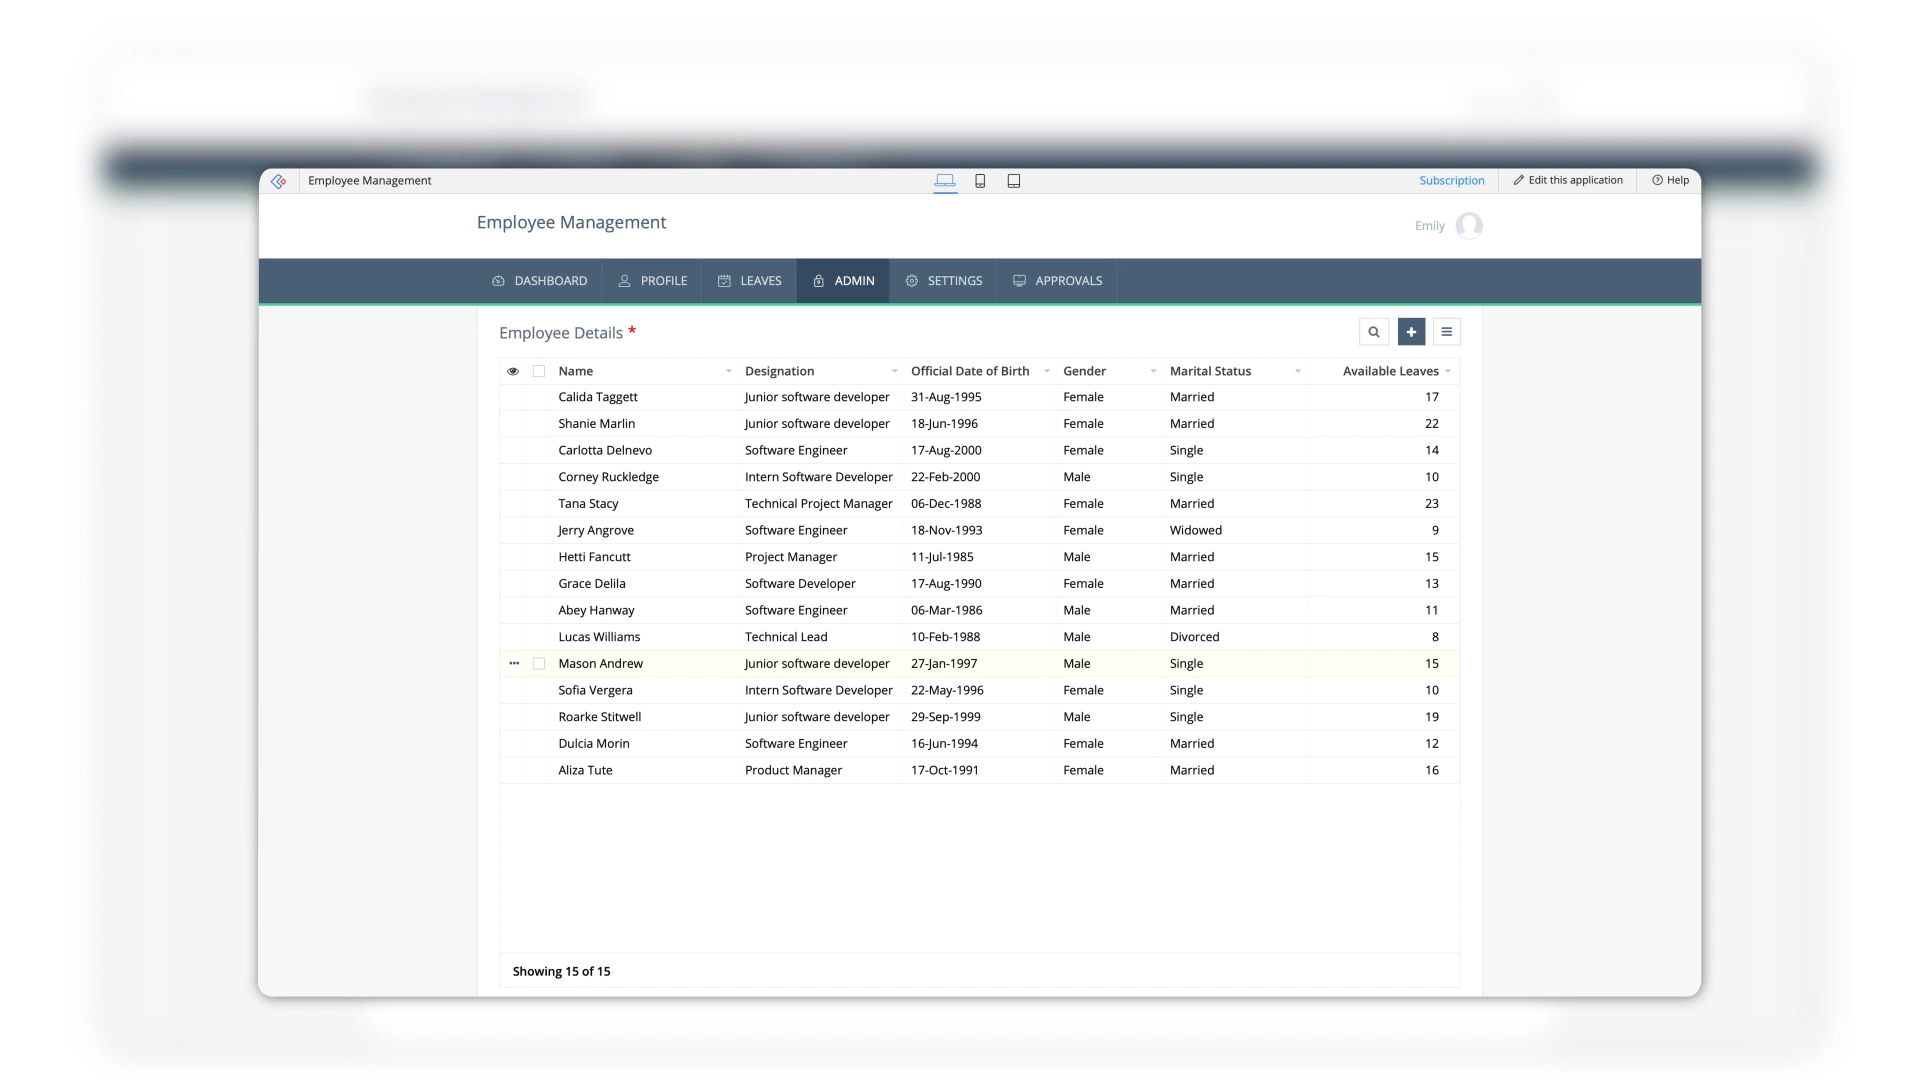 Employee Management
Subscription
Edit this application
Help
Employee Management
Emily
DASHBOARD PROFILE LEAVES ADMIN SETTINGS APPROVALS
Employee Details *
Name Designation Official Date of Birth Gender Marital Status Available Leaves
Calida Taggett Junior software developer 31-Aug-1995 Female Married 17
Shanie Marlin Junior software developer 18-Jun-1996 Female Married 22
Carlotta Delnevo Software Engineer 17-Aug-2000 Female Single 14
Corney Ruckledge Intern Software Developer 22-Feb-2000 Male Single 10
Tana Stacy Technical Project Manager 06-Dec-1988 Female Married 23
Jerry Angrove Software Engineer 18-Nov-1993 Female Widowed 9
Hetti Fancutt Project Manager 11-Jul-1985 Male Married 15
Grace Delila Software Developer 17-Aug-1990 Female Married 13
Abey Hanway Software Engineer 06-Mar-1986 Male Married 11
Lucas Williams Technical Lead 10-Feb-1988 Male Divorced 8
Mason Andrew Junior software developer 27-Jan-1997 Male Single 15
Sofia Vergera Intern Software Developer 22-May-1996 Female Single 10
Roarke Stitwell Junior software developer 29-Sep-1999 Male Single 19
Dulcia Morin Software Engineer 16-Jun-1994 Female Married 12
Aliza Tute Product Manager 17-Oct-1991 Female Married 16
Showing 15 of 15